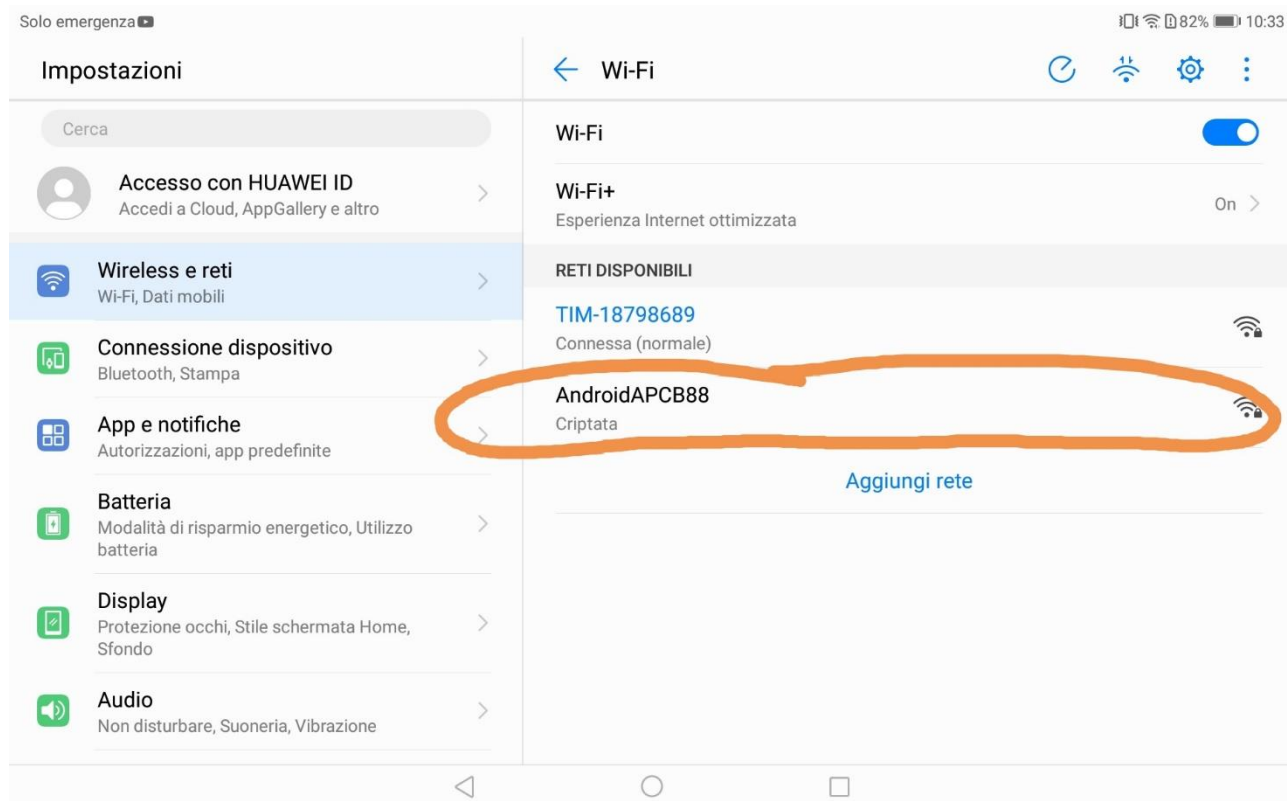 Solo emergenza
82% 10:33
Impostazioni
Cerca
Accesso con HUAWEI ID
Accedi a Cloud, AppGallery e altro
Wireless e reti
Wi-Fi, Dati mobili
Connessione dispositivo
Bluetooth, Stampa
App e notifiche
Autorizzazioni, app predefinite
Batteria
Modalità di risparmio energetico, Utilizzo
batteria
Display
Protezione occhi, Stile schermata Home,
Sfondo
Audio
Non disturbare, Suoneria, Vibrazione
Wi-Fi
Wi-Fi
Wi-Fi+
Esperienza Internet ottimizzata
On
RETI DISPONIBILI
TIM-18798689
Connessa (normale)
AndroidAPCB88
Criptata
Aggiungi rete